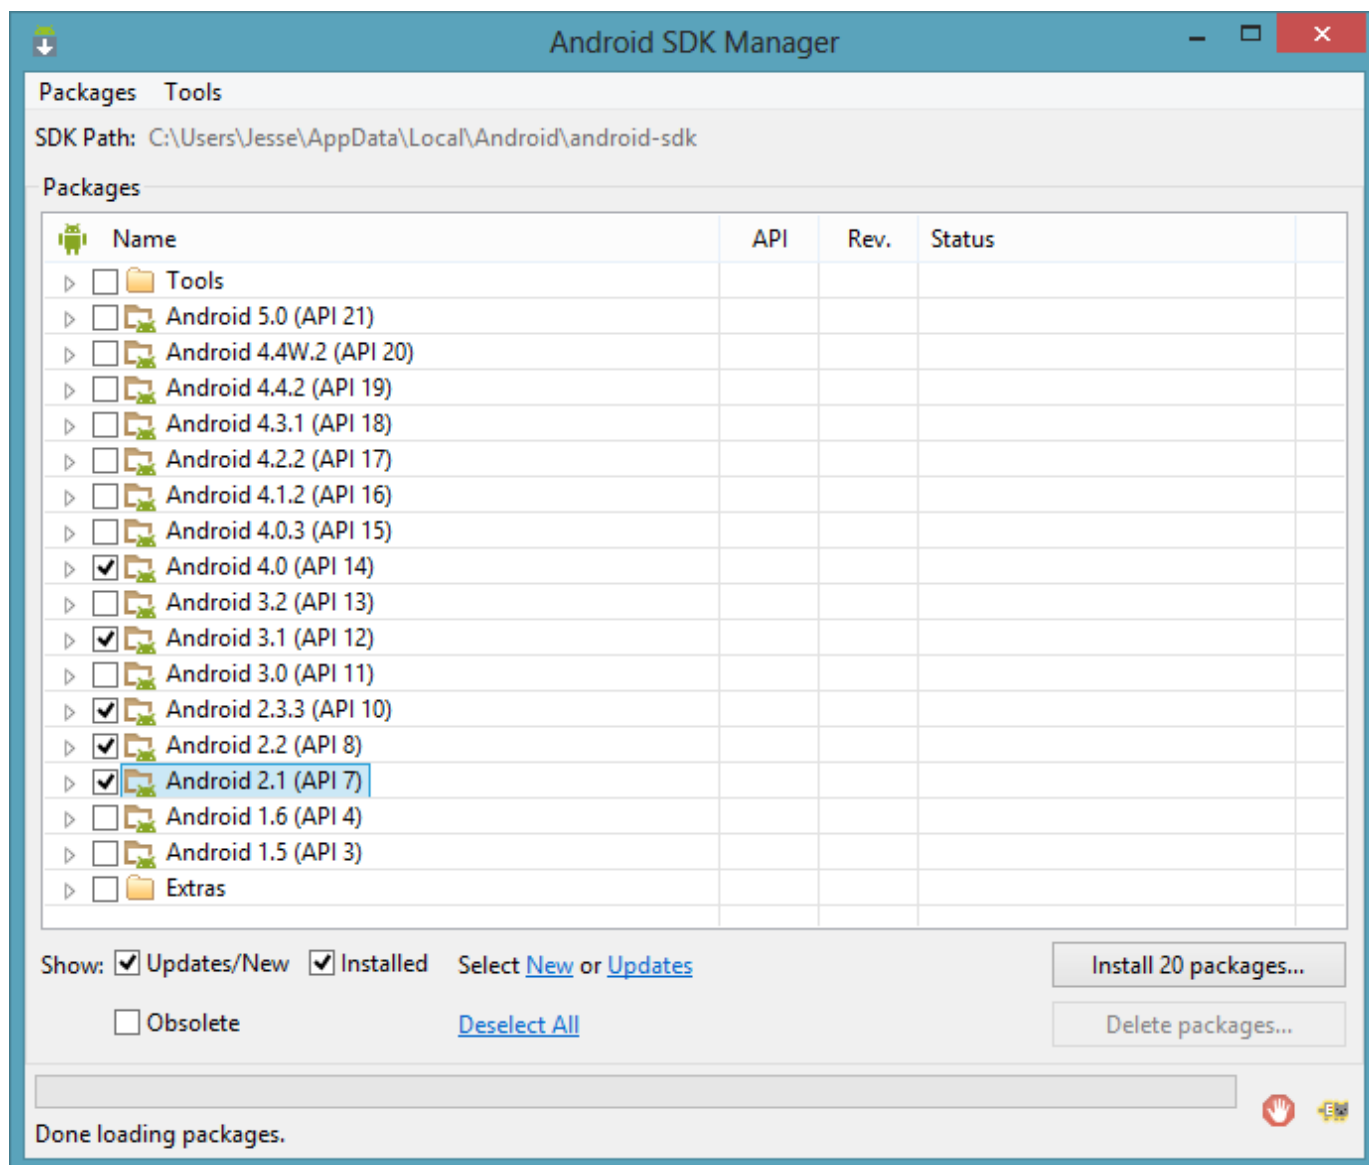 Android SDK Manager
Packages Tools
SDK Path: C:\Users\Jesse\AppData\Local\Android\android-sdk
Packages
Name API Rev. Status
Tools
Android 5.0 (API 21)
Android 4.4W.2 (API 20)
Android 4.4.2 (API 19)
Android 4.3.1 (API 18)
Android 4.2.2 (API 17)
Android 4.1.2 (API 16)
Android 4.0.3 (API 15)
Android 4.0 (API 14)
Android 3.2 (API 13)
Android 3.1 (API 12)
Android 3.0 (API 11)
Android 2.3.3 (API 10)
Android 2.2 (API 8)
Android 2.1 (API 7)
Android 1.6 (API 4)
Android 1.5 (API 3)
Extras
Show: Updates/New Installed Select New or Updates Install 20 packages...
Obsolete Deselect All Delete packages...
Done loading packages.